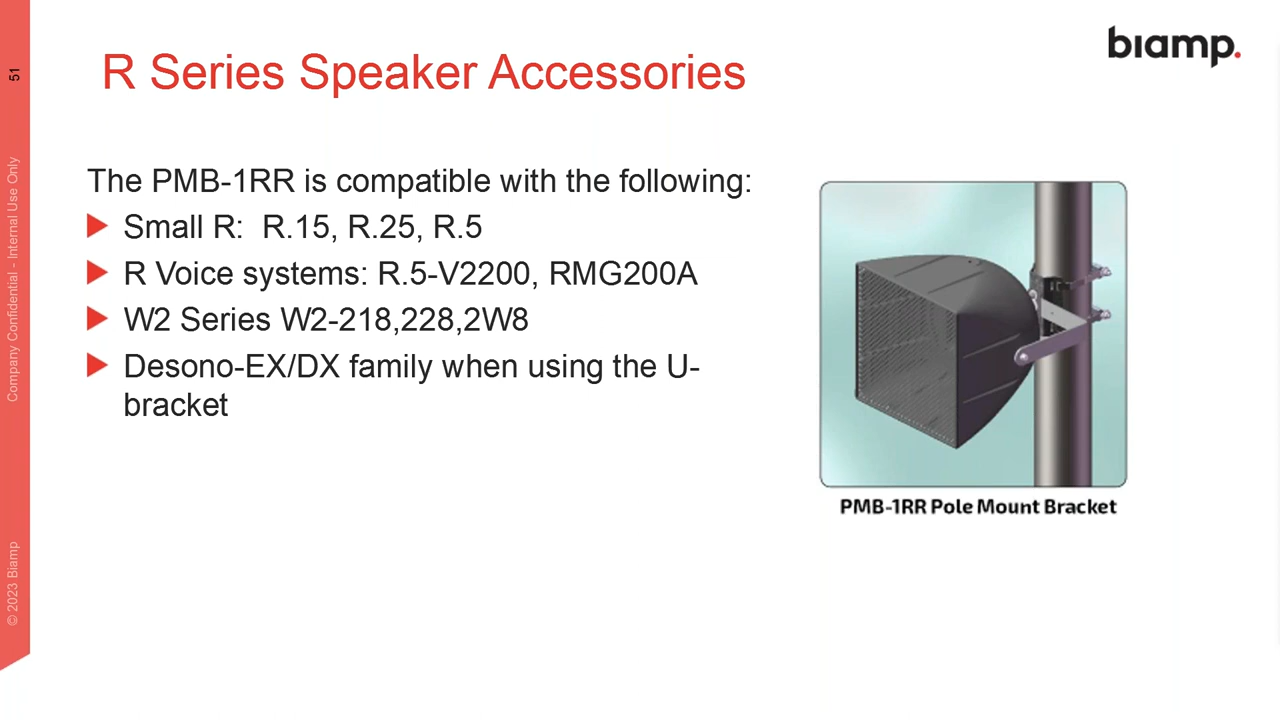 51
Company Confidential - Internal Use Only
© 2023 Biamp
biamp.
R Series Speaker Accessories
The PMB-1RR is compatible with the following:
Small R:  R.15, R.25, R.5
R Voice systems: R.5-V2200, RMG200A
W2 Series W2-218,228,2W8
Desono-EX/DX family when using the U-
bracket
PMB-1RR Pole Mount Bracket